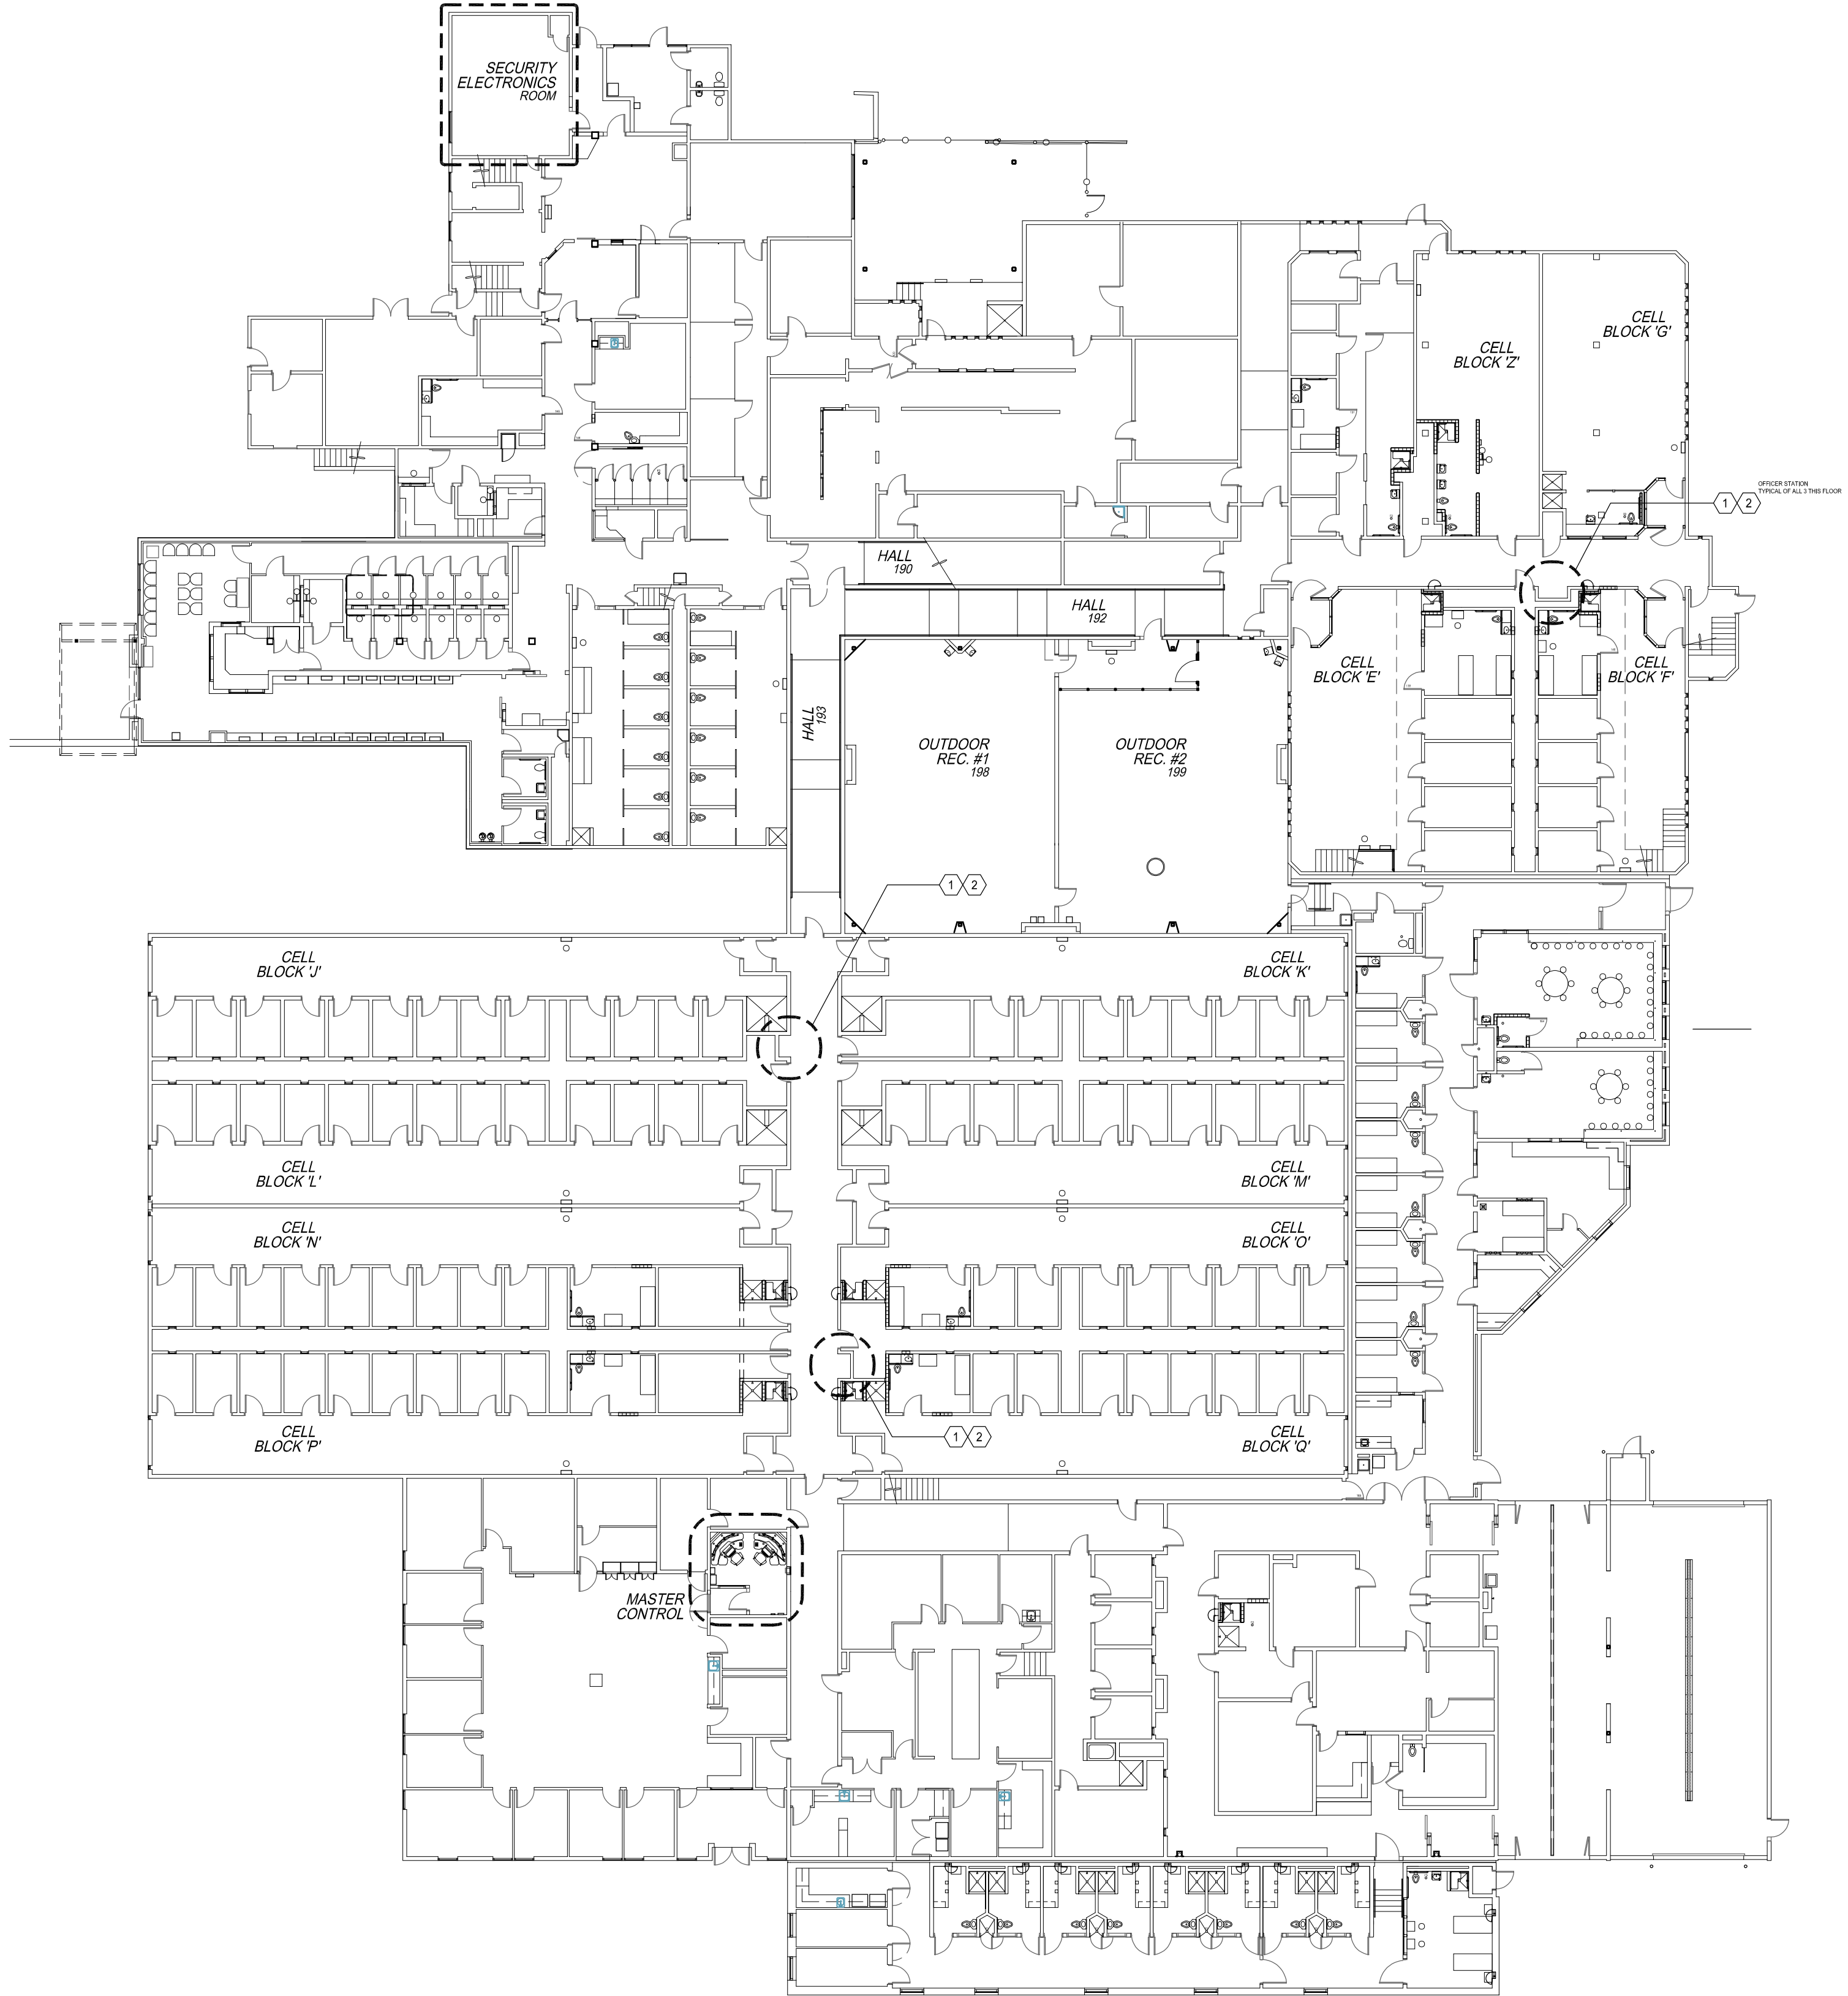 SECURITY
ELECTRONICS
ROOM
CELL
BLOCK 'G'
CELL
BLOCK 'Z'
OFFICER STATION
TYPICAL OF ALL 3 THIS FLOOR
1 2
HALL
190
HALL
192
CELL
BLOCK 'E'
CELL
BLOCK 'F'
HALL
193
OUTDOOR
REC. #1
198
OUTDOOR
REC. #2
199
1 2
CELL
BLOCK 'J'
CELL
BLOCK 'K'
CELL
BLOCK 'L'
CELL
BLOCK 'M'
CELL
BLOCK 'N'
CELL
BLOCK 'O'
CELL
BLOCK 'P'
CELL
BLOCK 'Q'
1 2
MASTER
CONTROL